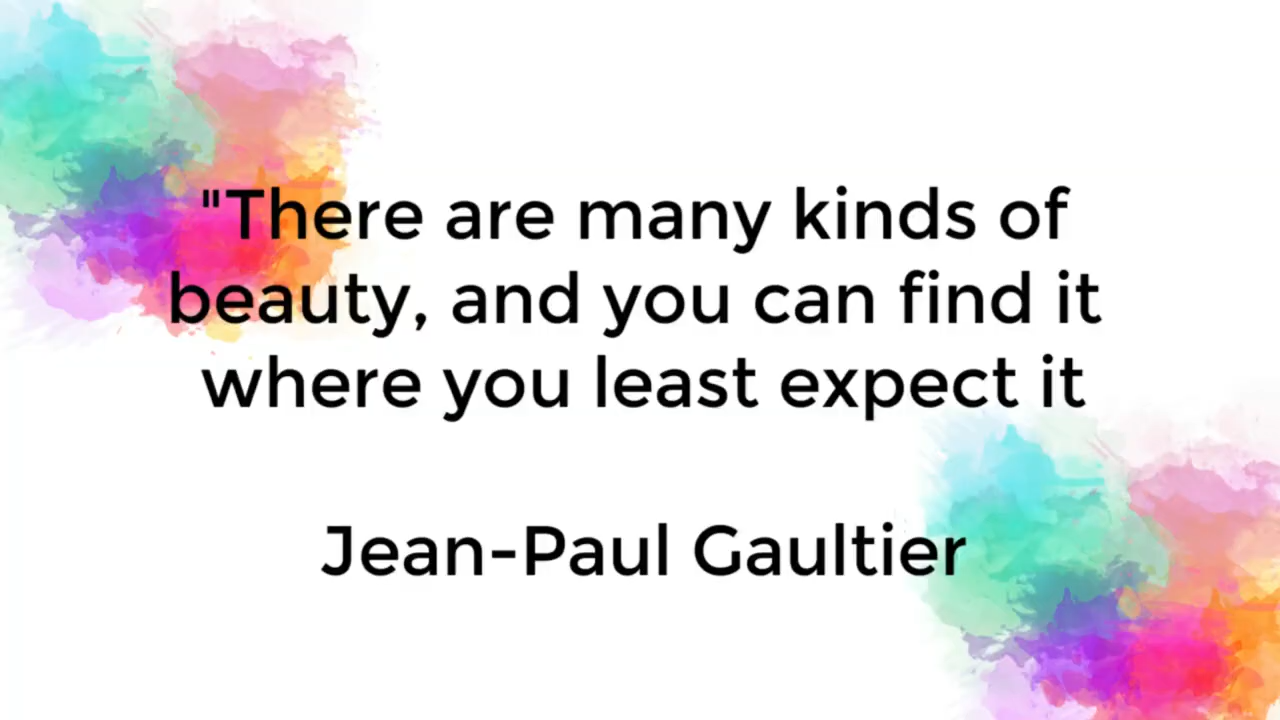 "There are many kinds of
beauty, and you can find it
where you least expect it
Jean-Paul Gaultier